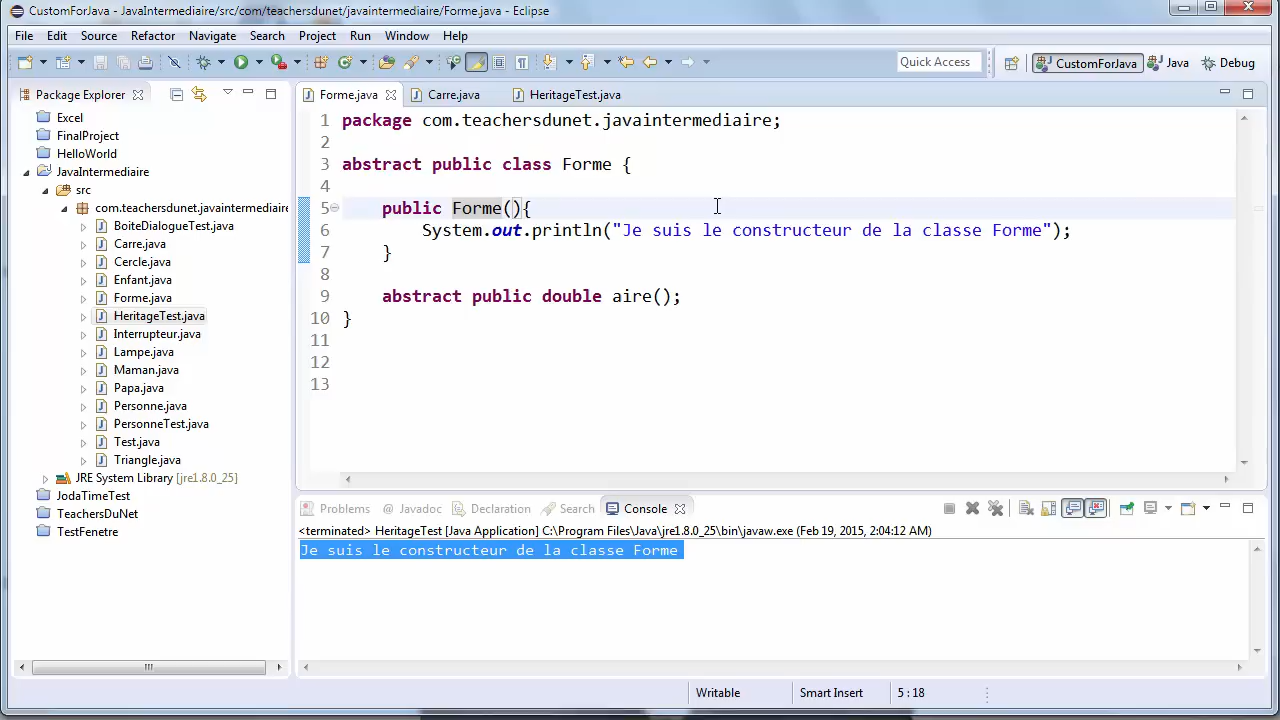 CustomForJava - JavaIntermediaire/src/com/teachersdunet/javaintermediaire/Forme.java - Eclipse
File Edit Source Refactor Navigate Search Project Run Window Help
Quick Access
CustomForJava Java Debug
Package Explorer
Excel
FinalProject
HelloWorld
JavaIntermediaire
src
com.teachersdunet.javaintermediaire
BoiteDialogueTest.java
Carre.java
Cercle.java
Enfant.java
Forme.java
HeritageTest.java
Interrupteur.java
Lampe.java
Maman.java
Papa.java
Personne.java
PersonneTest.java
Test.java
Triangle.java
JRE System Library [jre1.8.0_25]
JodaTimeTest
TeachersDuNet
TestFenetre
Forme.java Carre.java HeritageTest.java
1 package com.teachersdunet.javaintermediaire;
2
3 abstract public class Forme {
4
5 public Forme(){
6 System.out.println("Je suis le constructeur de la classe Forme");
7 }
8
9 abstract public double aire();
10 }
11
12
13
Problems @ Javadoc Declaration Search Console
<terminated> HeritageTest [Java Application] C:\Program Files\Java\jre1.8.0_25\bin\javaw.exe (Feb 19, 2015, 2:04:12 AM)
Je suis le constructeur de la classe Forme
Writable Smart Insert 5 : 18